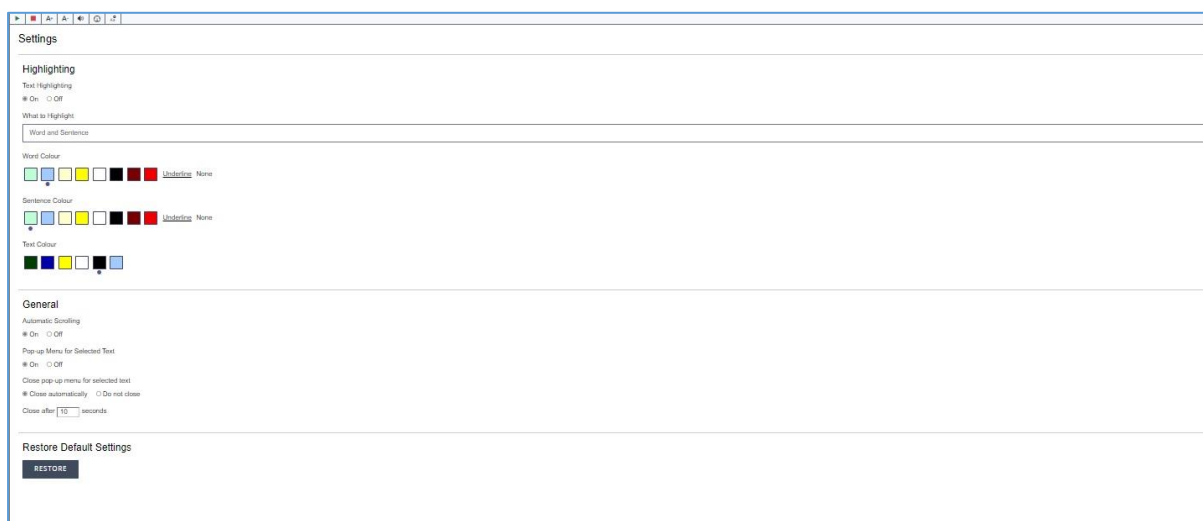 A+ A-
Settings
Highlighting
Text Highlighting
On Off
What to Highlight
Word and Sentence
Word Colour
Underline None
Sentence Colour
Underline None
Text Colour
General
Automatic Scrolling
On Off
Pop-up Menu for Selected Text
On Off
Close pop-up menu for selected text
Close automatically Do not close
Close after 10 seconds
Restore Default Settings
RESTORE